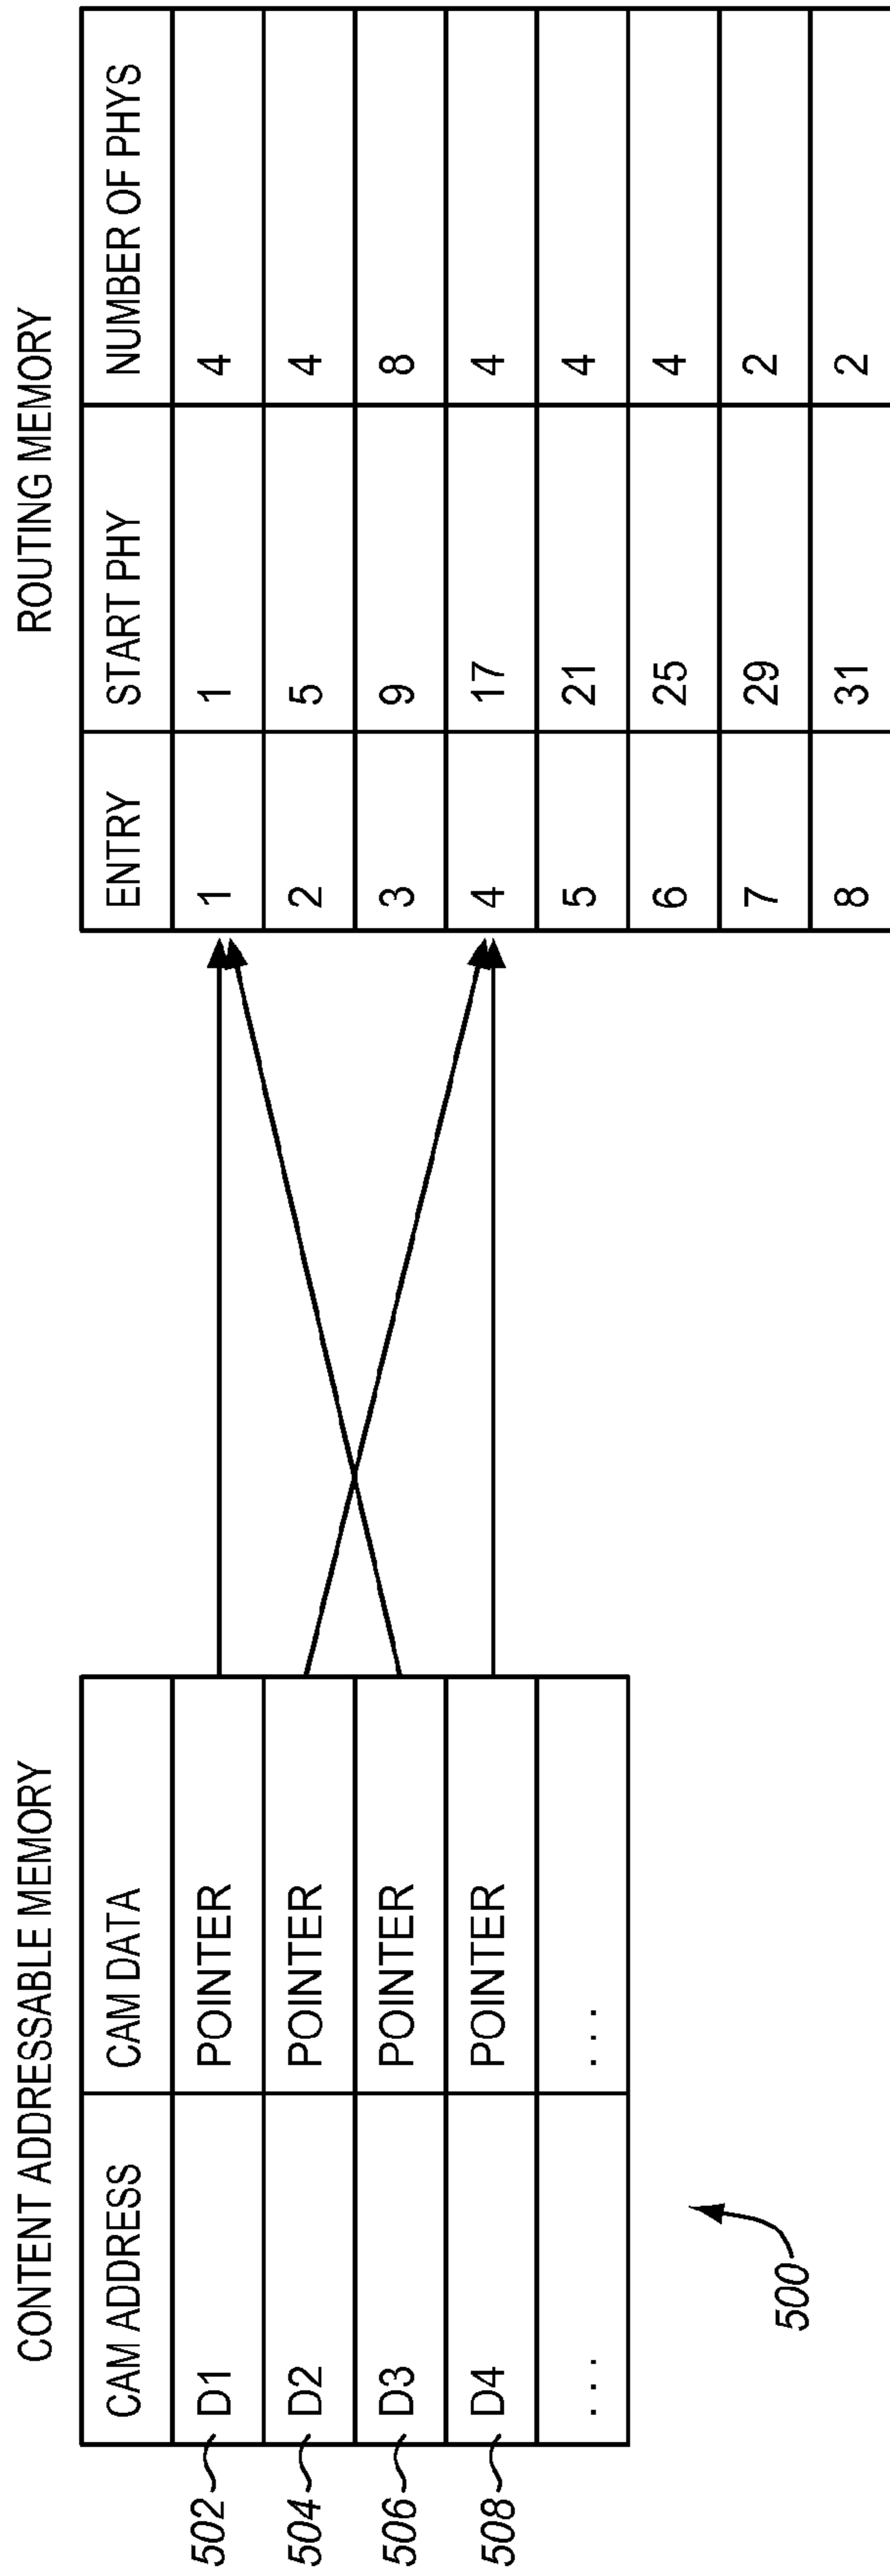 CONTENT ADDRESSABLE MEMORY
CAM ADDRESS CAM DATA
502 D1 POINTER
504 D2 POINTER
506 D3 POINTER
508 D4 POINTER
... ...
500
ROUTING MEMORY
ENTRY START PHY NUMBER OF PHYS
1 1 4
2 5 4
3 9 8
4 17 4
5 21 4
6 25 4
7 29 2
8 31 2